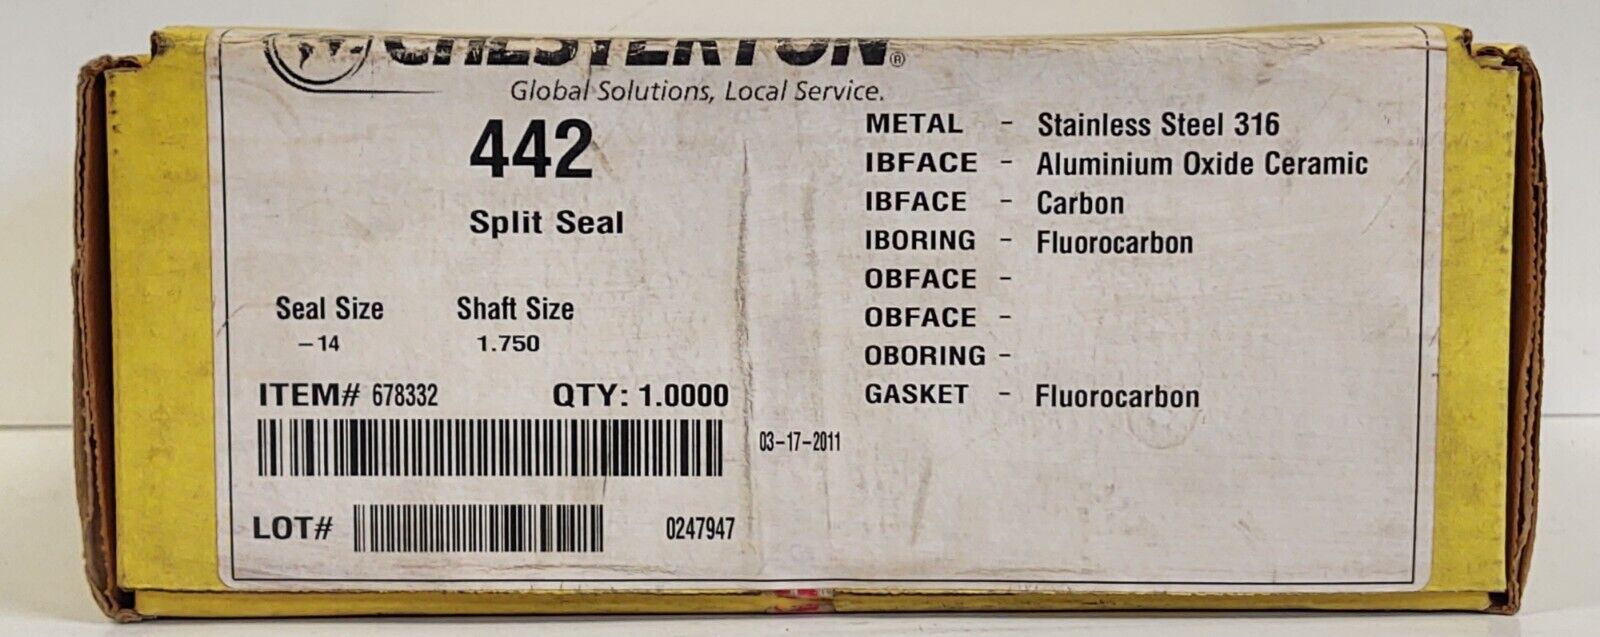 CHESTERTON®
Global Solutions, Local Service.
442
Split Seal
Seal Size Shaft Size
-14 1.750
ITEM# 678332 QTY: 1.0000
03-17-2011
LOT# 0247947
METAL - Stainless Steel 316
IBFACE - Aluminium Oxide Ceramic
IBFACE - Carbon
IBORING - Fluorocarbon
OBFACE -
OBFACE -
OBORING -
GASKET - Fluorocarbon